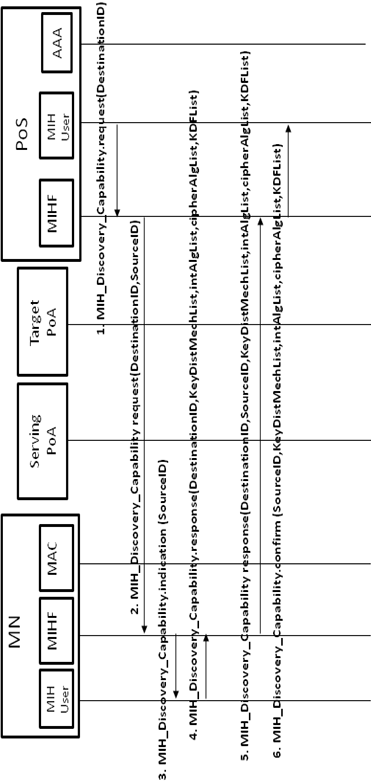 MN
MIH
User
MIHF
MAC
Serving
PoA
Target
PoA
PoS
MIHF
MIH
User
AAA
1. MIH_Discovery_Capability.request(DestinationID)
2. MIH_Discovery_Capability request(DestinationID,SourceID)
3. MIH_Discovery_Capability.indication (SourceID)
4. MIH_Discovery_Capability.response(DestinationID,KeyDistMechList,intAlgList,cipherAlgList,KDFList)
5. MIH_Discovery_Capability response(DestinationID,SourceID,KeyDistMechList,intAlgList,cipherAlgList,KDFList)
6. MIH_Discovery_Capability.confirm (SourceID,KeyDistMechList,intAlgList,cipherAlgList,KDFList)